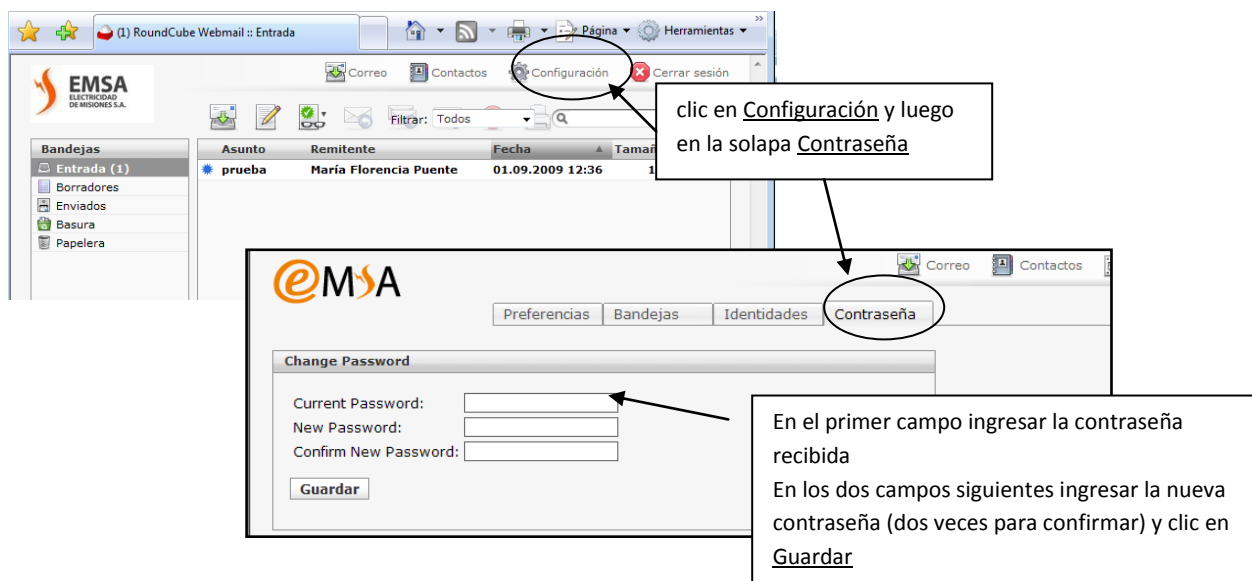 (1) RoundCube Webmail :: Entrada
Página
Herramientas
»
EMSA
ELECTRICIDAD
DE MISIONES S.A.
Correo
Contactos
Configuración
Cerrar sesión
Filtrar: Todos
clic en Configuración y luego
en la solapa Contraseña
Bandejas
Entrada (1)
Borradores
Enviados
Basura
Papelera
Asunto Remitente Fecha
prueba María Florencia Puente 01.09.2009 12:36 1
eMSA
Correo
Contactos
Preferencias Bandejas Identidades Contraseña
Change Password
Current Password:
New Password:
Confirm New Password:
Guardar
En el primer campo ingresar la contraseña
recibida
En los dos campos siguientes ingresar la nueva
contraseña (dos veces para confirmar) y clic en
Guardar